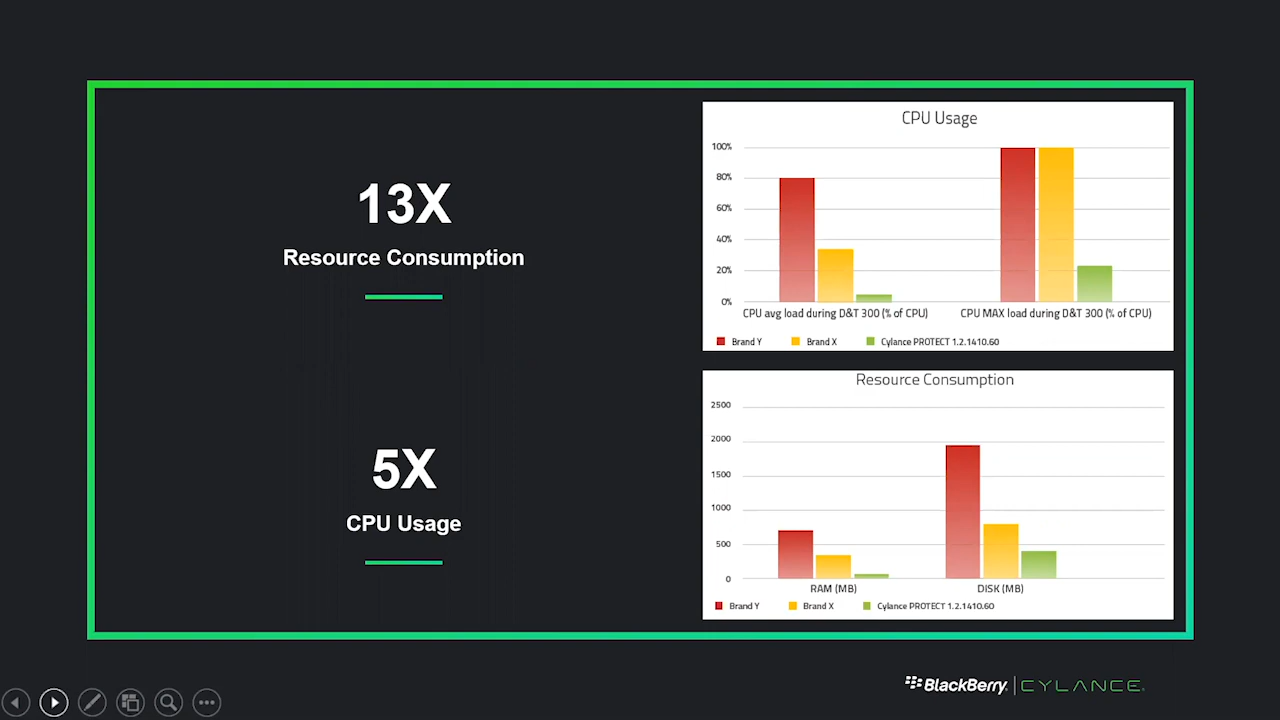 13X
Resource Consumption
5X
CPU Usage
CPU Usage
100%
80%
60%
40%
20%
0%
CPU avg load during D&T 300 (% of CPU)
CPU MAX load during D&T 300 (% of CPU)
Brand Y
Brand X
Cylance PROTECT 1.2.1410.60
Resource Consumption
2500
2000
1500
1000
500
0
RAM (MB)
DISK (MB)
Brand Y
Brand X
Cylance PROTECT 1.2.1410.60
BlackBerry | CYLANCE